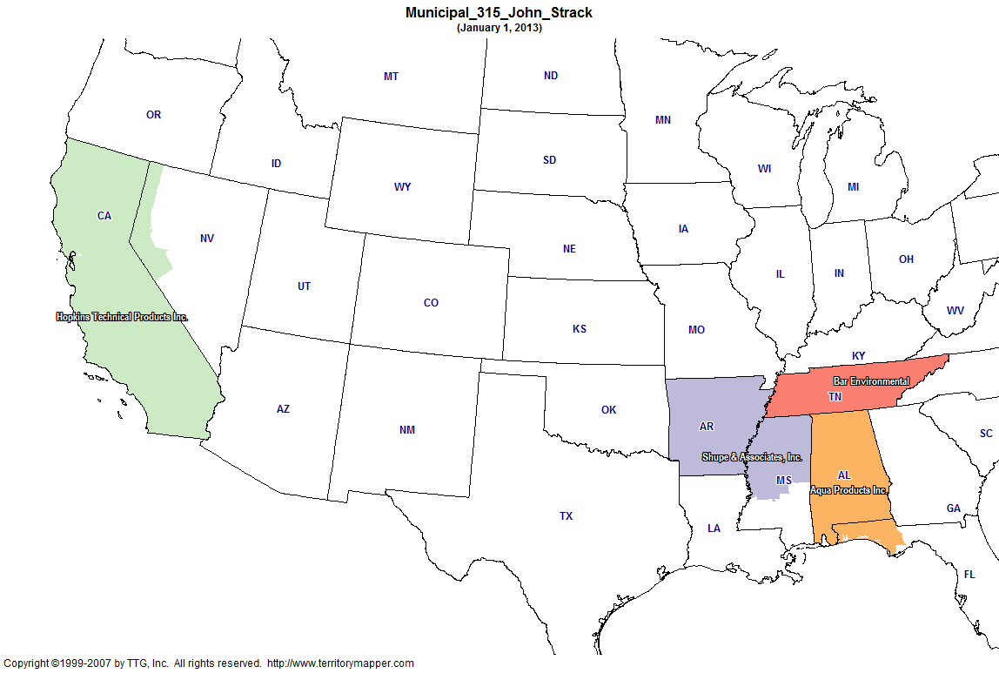 Municipal_315_John_Strack
(January 1, 2013)
MT
ND
OR
MN
ID
SD
WI
WY
MI
CA
NV
IA
NE
OH
IL
IN
UT
CO
WV
Hopkins Technical Products Inc.
KS
MO
KY
Bar Environmental
TN
AZ
OK
NM
AR
SC
Shupe & Associates, Inc.
AL
MS
Aqua Products Inc.
GA
TX
LA
FL
Copyright ©1999-2007 by TTG, Inc. All rights reserved. http://www.territorymapper.com